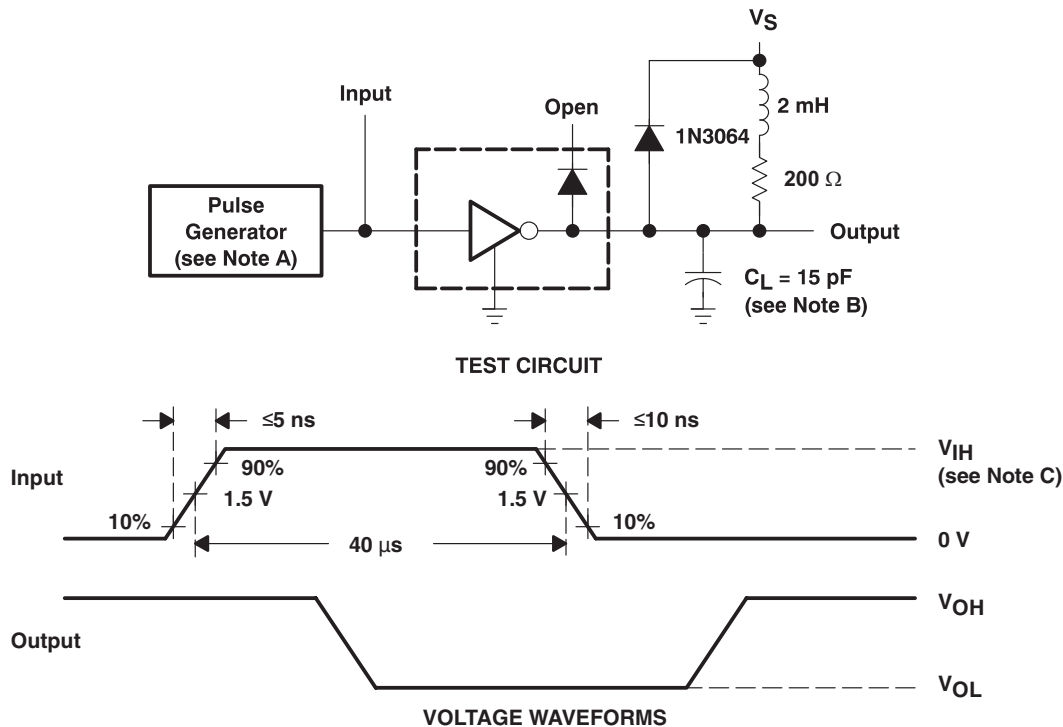 VS
Input
2 mH
Open
1N3064
200 Ω
Pulse
Generator
(see Note A)
Output
CL = 15 pF
(see Note B)
TEST CIRCUIT
≤5 ns
≤10 ns
VIH
(see Note C)
Input
90%
90%
1.5 V
1.5 V
10%
10%
40 μs
0 V
VOH
Output
VOL
VOLTAGE WAVEFORMS